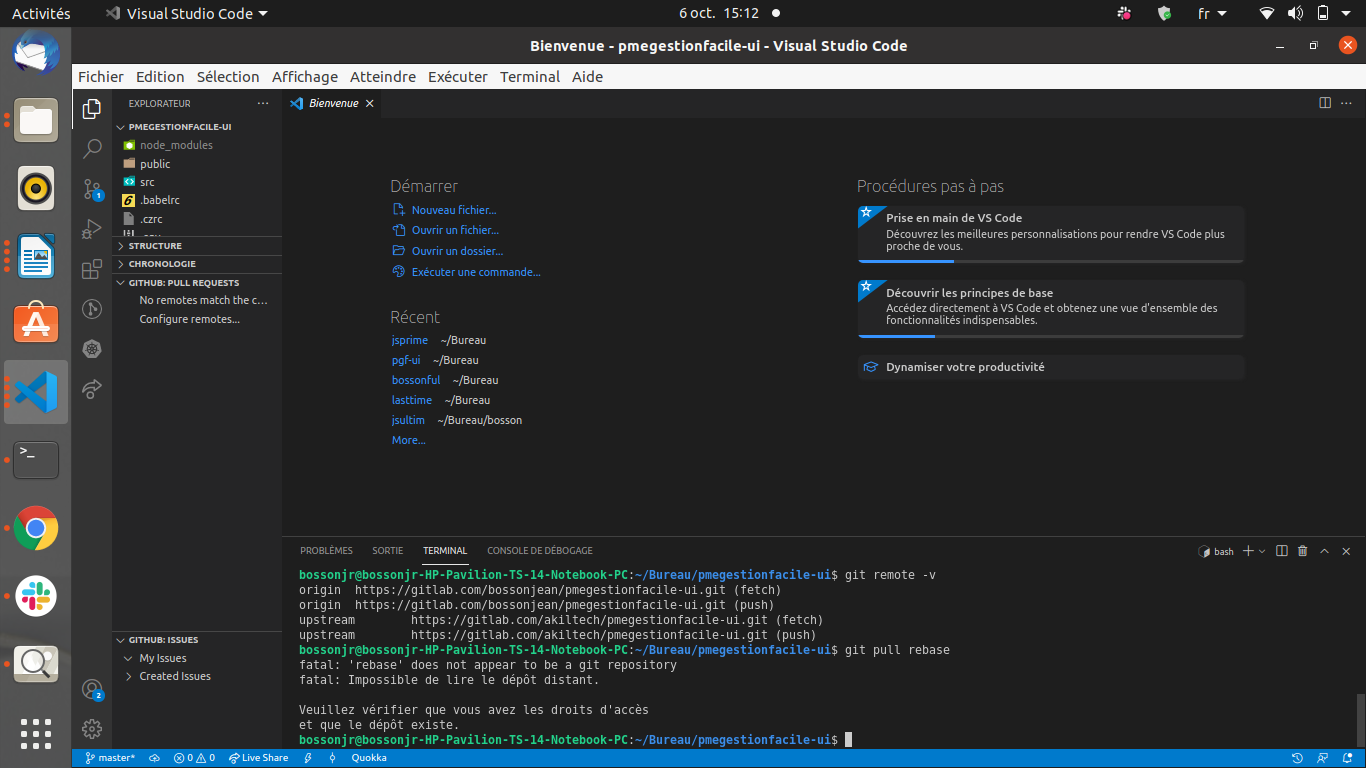 Activités
Visual Studio Code
6 oct. 15:12
fr
Bienvenue - pmegestionfacile-ui - Visual Studio Code
Fichier Edition Sélection Affichage Atteindre Exécuter Terminal Aide
EXPLORATEUR
PMEGESTIONFACILE-UI
node_modules
public
src
.babelrc
.czrc
STRUCTURE
CHRONOLOGIE
GITHUB: PULL REQUESTS
No remotes match the c...
Configure remotes...
GITHUB: ISSUES
My Issues
Created Issues
1
2
Bienvenue
Démarrer
Nouveau fichier...
Ouvrir un fichier...
Ouvrir un dossier...
Exécuter une commande...
Récent
jsprime ~/Bureau
pgf-ui ~/Bureau
bossonful ~/Bureau
lasttime ~/Bureau
jsultim ~/Bureau/bosson
More...
Procédures pas à pas
Prise en main de VS Code
Découvrez les meilleures personnalisations pour rendre VS Code plus
proche de vous.
Découvrir les principes de base
Accédez directement à VS Code et obtenez une vue d'ensemble des
fonctionnalités indispensables.
Dynamiser votre productivité
PROBLÈMES SORTIE TERMINAL CONSOLE DE DÉBOGAGE
bash
bossonjr@bossonjr-HP-Pavilion-TS-14-Notebook-PC:~/Bureau/pmegestionfacile-ui$ git remote -v
origin https://gitlab.com/bossonjean/pmegestionfacile-ui.git (fetch)
origin https://gitlab.com/bossonjean/pmegestionfacile-ui.git (push)
upstream https://gitlab.com/akiltech/pmegestionfacile-ui.git (fetch)
upstream https://gitlab.com/akiltech/pmegestionfacile-ui.git (push)
bossonjr@bossonjr-HP-Pavilion-TS-14-Notebook-PC:~/Bureau/pmegestionfacile-ui$ git pull rebase
fatal: 'rebase' does not appear to be a git repository
fatal: Impossible de lire le dépôt distant.
Veuillez vérifier que vous avez les droits d'accès
et que le dépôt existe.
bossonjr@bossonjr-HP-Pavilion-TS-14-Notebook-PC:~/Bureau/pmegestionfacile-ui$
master* 0 0 Live Share Quokka